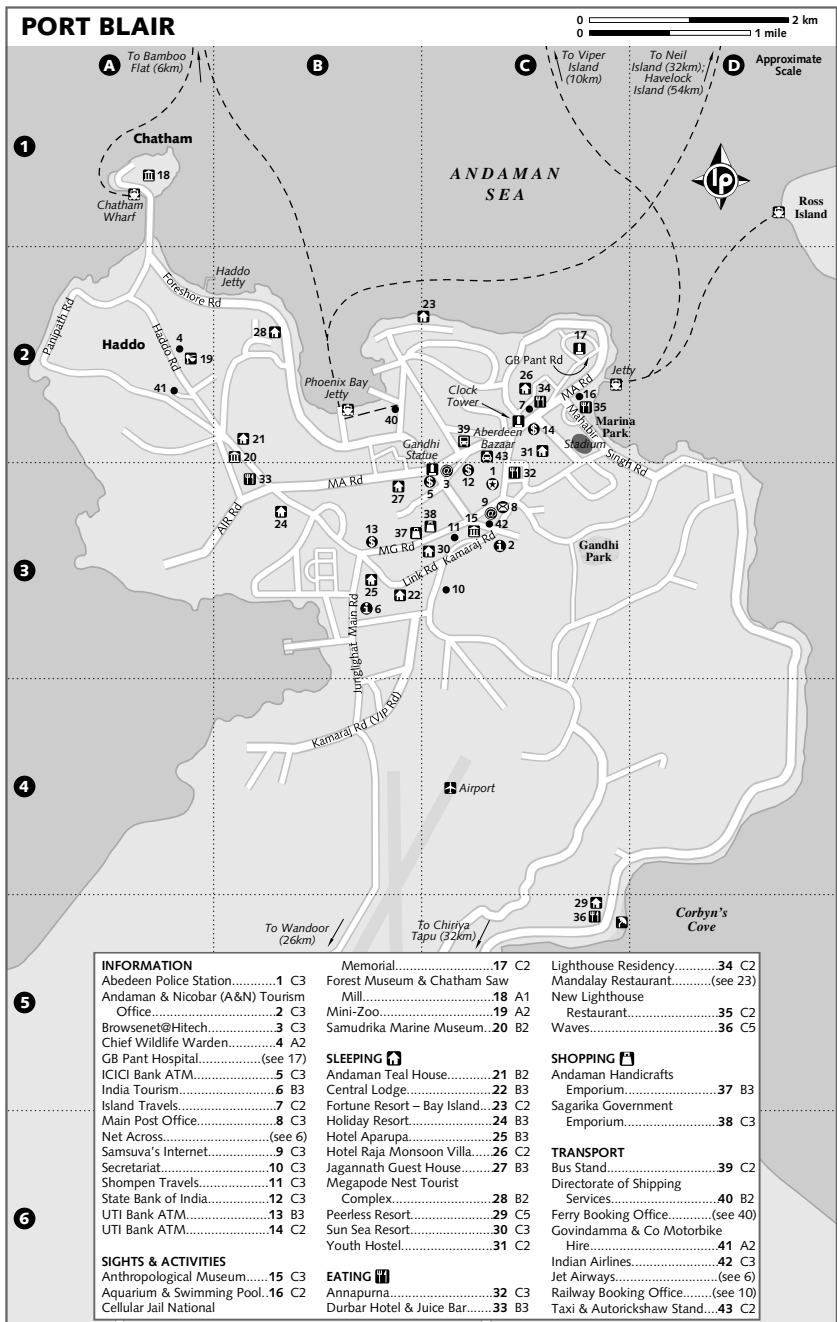 PORT BLAIR
0 2 km
0 1 mile
A
B
C
D
Approximate
Scale
To Bamboo
Flat (6km)
To Viper
Island
(10km)
To Neil
Island (32km);
Havelock
Island (54km)
1
Chatham
18
Chatham
Wharf
ANDAMAN
SEA
lp
Ross
Island
Haddo
Jetty
Foreshore Rd
Panipath Rd
Haddo
Haddo Rd
2
4
19
41
28
23
17
GB Pant Rd
26
34
MA Rd
Jetty
Clock
Tower
7
16
35
Phoenix Bay
Jetty
40
14
Mahabir
Singh Rd
Marina
Park
Stadium
39
Aberdeen
Bazaar
43
31
Gandhi
Statue
21
20
33
MA Rd
27
5
3
12
1
32
AIR Rd
24
9
8
38
15
42
13
37
11
2
MG Rd
30
Kamaraj Rd
Link Rd
Gandhi
Park
3
25
22
10
6
Junglighat Main Rd
Kamaraj Rd (VIP Rd)
4
Airport
29
36
Corbyn's
Cove
To Wandoor
(26km)
To Chiriya
Tapu (32km)
5
6
INFORMATION
Abedeen Police Station............1 C3
Andaman & Nicobar (A&N) Tourism
Office............2 C3
Browsenet@Hitech............3 C3
Chief Wildlife Warden............4 A2
GB Pant Hospital............(see 17)
ICICI Bank ATM............5 C3
India Tourism............6 B3
Island Travels............7 C2
Main Post Office............8 C3
Net Across............(see 6)
Samsuva's Internet............9 C3
Secretariat............10 C3
Shompen Travels............11 C3
State Bank of India............12 C3
UTI Bank ATM............13 B3
UTI Bank ATM............14 C2
SIGHTS & ACTIVITIES
Anthropological Museum......15 C3
Aquarium & Swimming Pool..16 C2
Cellular Jail National
Memorial............17 C2
Forest Museum & Chatham Saw
Mill............18 A1
Mini-Zoo............19 A2
Samudrika Marine Museum..20 B2
SLEEPING
Andaman Teal House............21 B2
Central Lodge............22 B3
Fortune Resort – Bay Island....23 C2
Holiday Resort............24 B3
Hotel Aparupa............25 B3
Hotel Raja Monsoon Villa......26 C2
Jagannath Guest House........27 B3
Megapode Nest Tourist
Complex............28 B2
Peerless Resort............29 C5
Sun Sea Resort............30 C3
Youth Hostel............31 C2
EATING
Annapurna............32 C3
Durbar Hotel & Juice Bar.......33 B3
Lighthouse Residency............34 C2
Mandalay Restaurant............(see 23)
New Lighthouse
Restaurant............35 C2
Waves............36 C5
SHOPPING
Andaman Handicrafts
Emporium............37 B3
Sagarika Government
Emporium............38 C3
TRANSPORT
Bus Stand............39 C2
Directorate of Shipping
Services............40 B2
Ferry Booking Office............(see 40)
Govindamma & Co Motorbike
Hire............41 A2
Indian Airlines............42 C3
Jet Airways............(see 6)
Railway Booking Office........(see 10)
Taxi & Autorickshaw Stand....43 C2